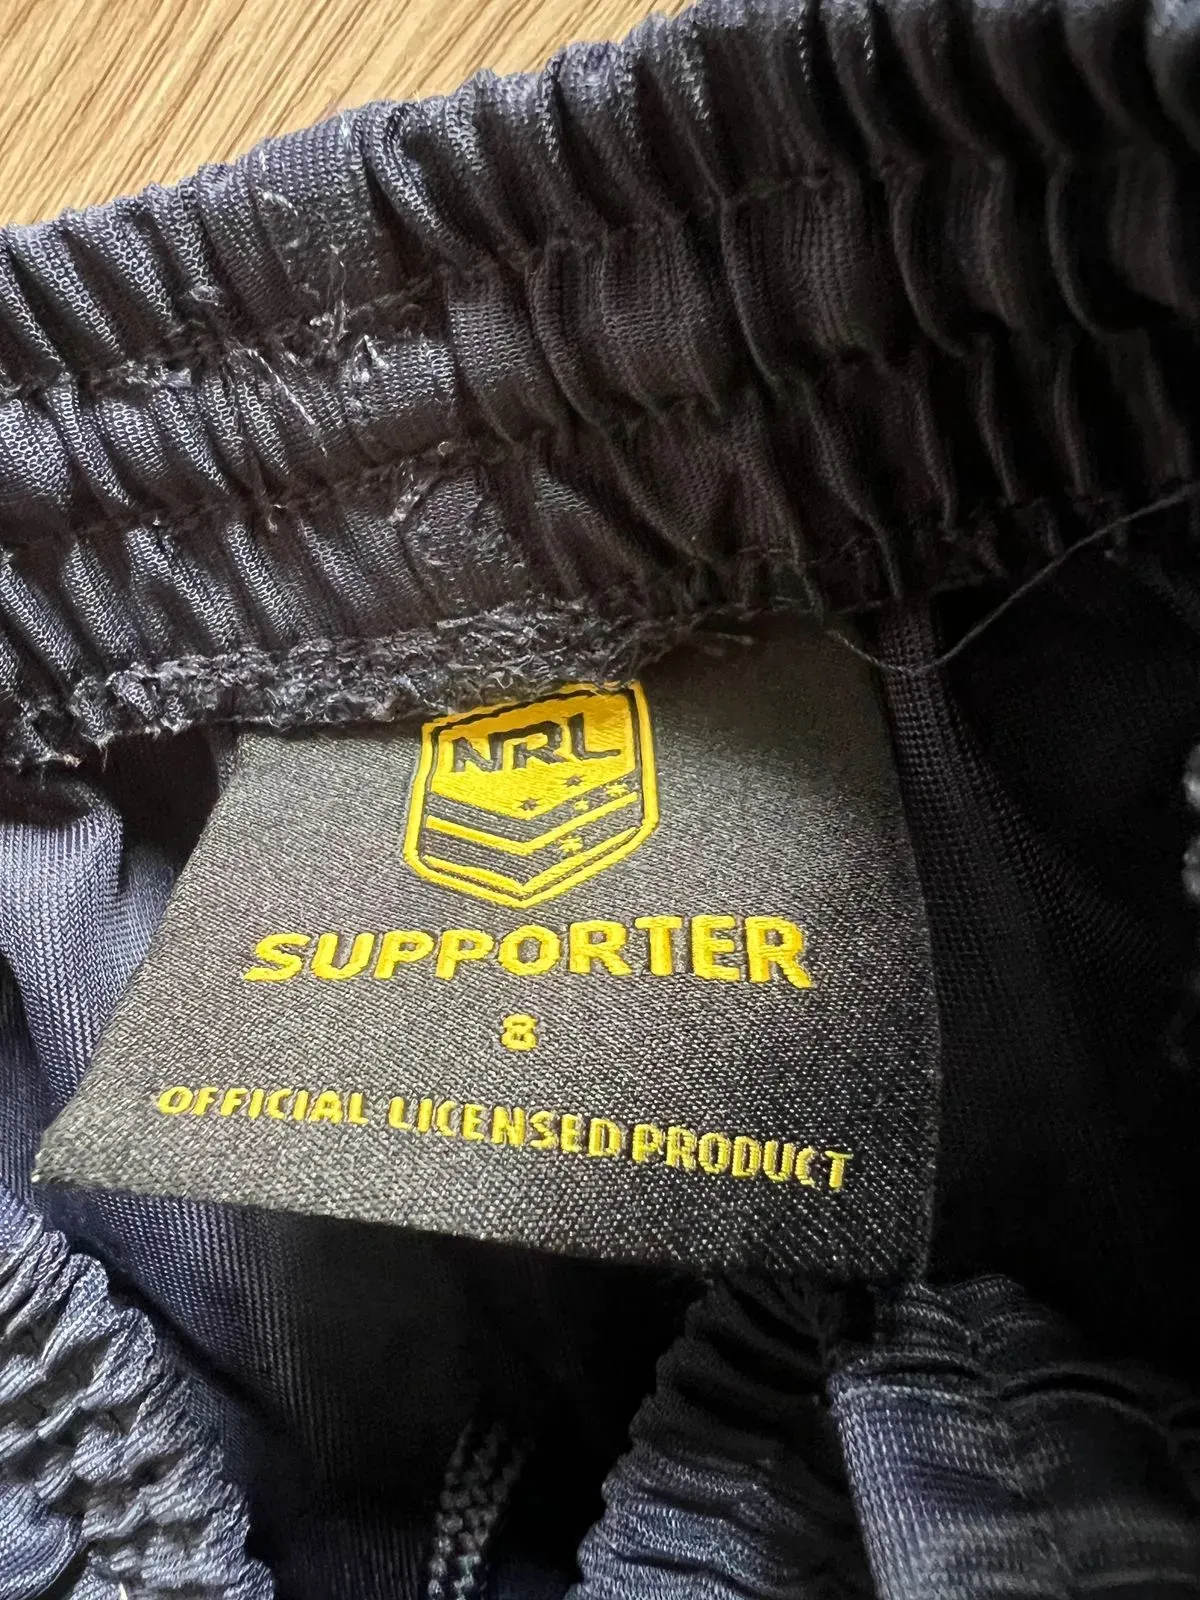 NRL
SUPPORTER
8
OFFICIAL LICENSED PRODUCT